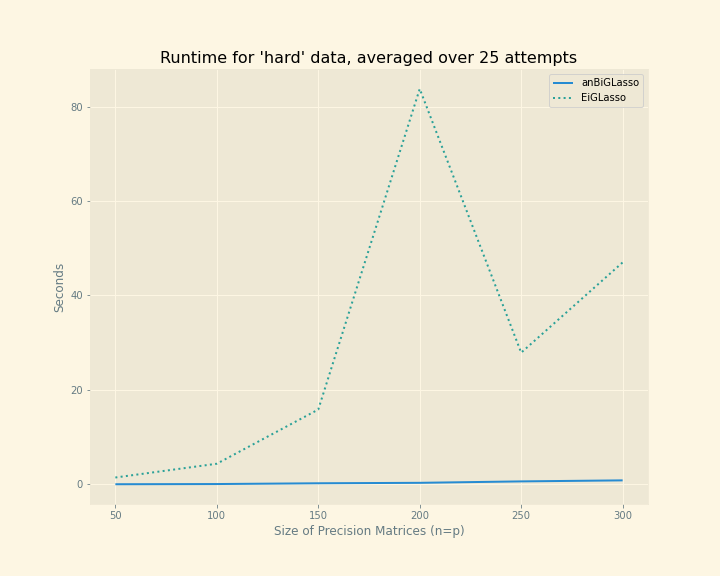 Runtime for 'hard' data, averaged over 25 attempts
anBiGLasso
EiGLasso
80
60
40
20
0
Seconds
50 100 150 200 250 300
Size of Precision Matrices (n=p)